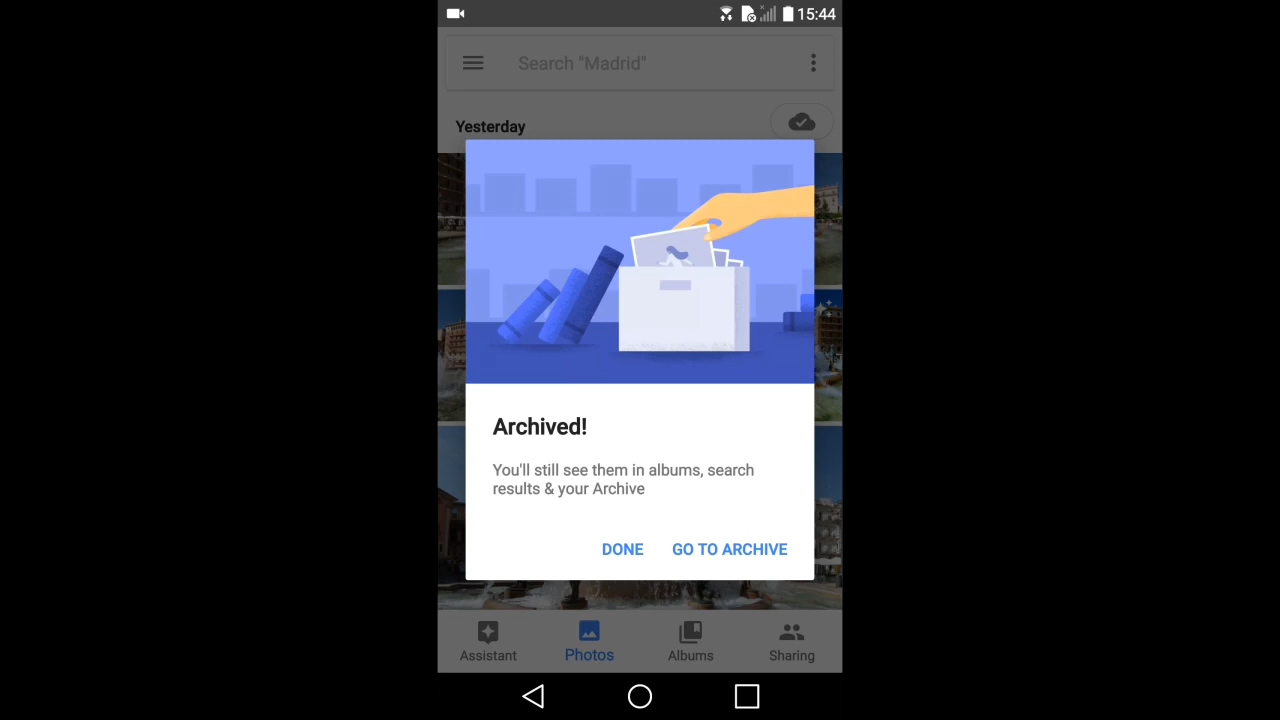 15:44
Search "Madrid"
Yesterday
Archived!
You'll still see them in albums, search
results & your Archive
DONE GO TO ARCHIVE
Assistant Photos Albums Sharing